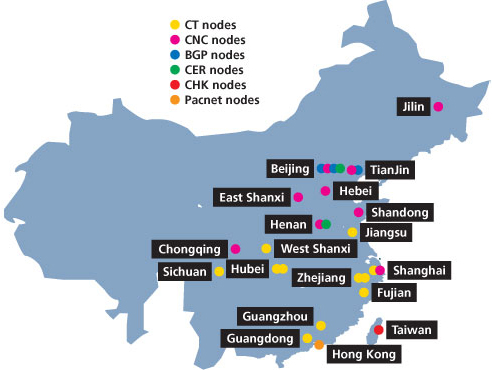 CT nodes
CNC nodes
BGP nodes
CER nodes
CHK nodes
Pacnet nodes
Jilin
Beijing
TianJin
Hebei
East Shanxi
Shandong
Henan
Jiangsu
Chongqing
West Shanxi
Sichuan
Hubei
Zhejiang
Shanghai
Fujian
Guangzhou
Taiwan
Guangdong
Hong Kong